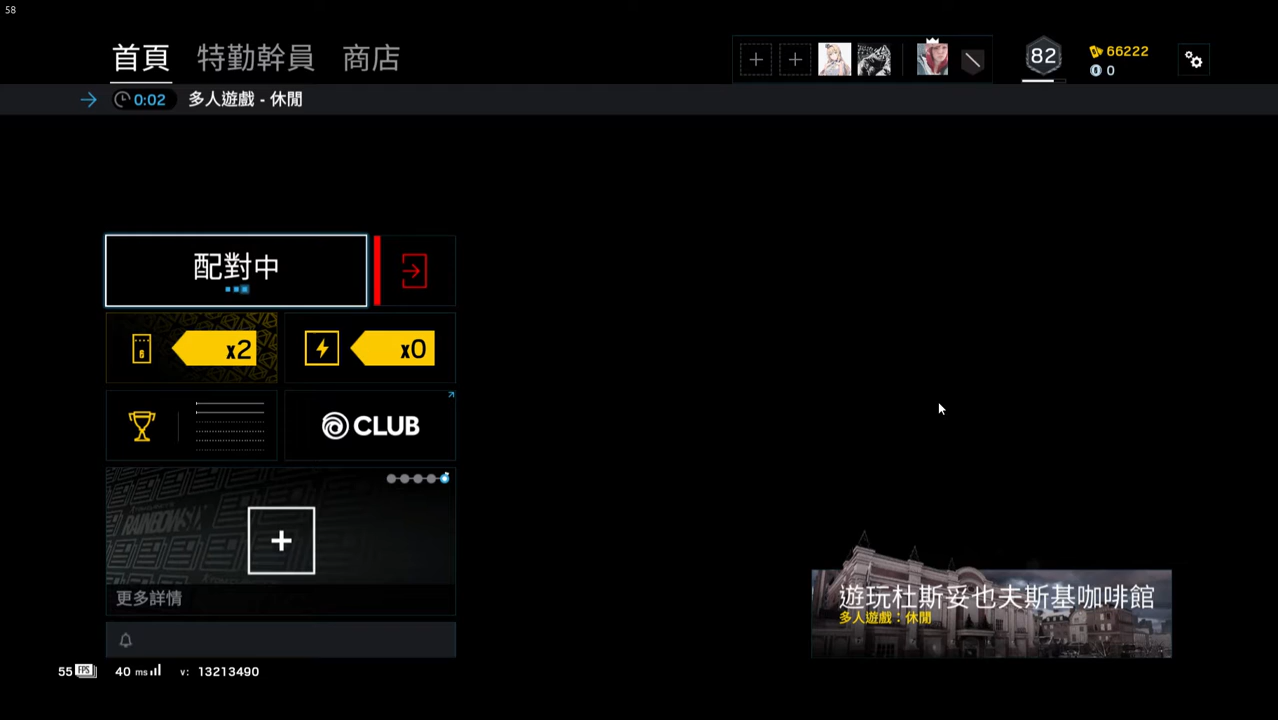 58
首頁 特勤幹員 商店
82
66222
0
0:02 多人遊戲 - 休閒
配對中
x2 x0
CLUB
RAINBOWSIX
更多詳情
遊玩杜斯妥也夫斯基咖啡館
多人遊戲：休閒
55 FPS 40 ms v: 13213490